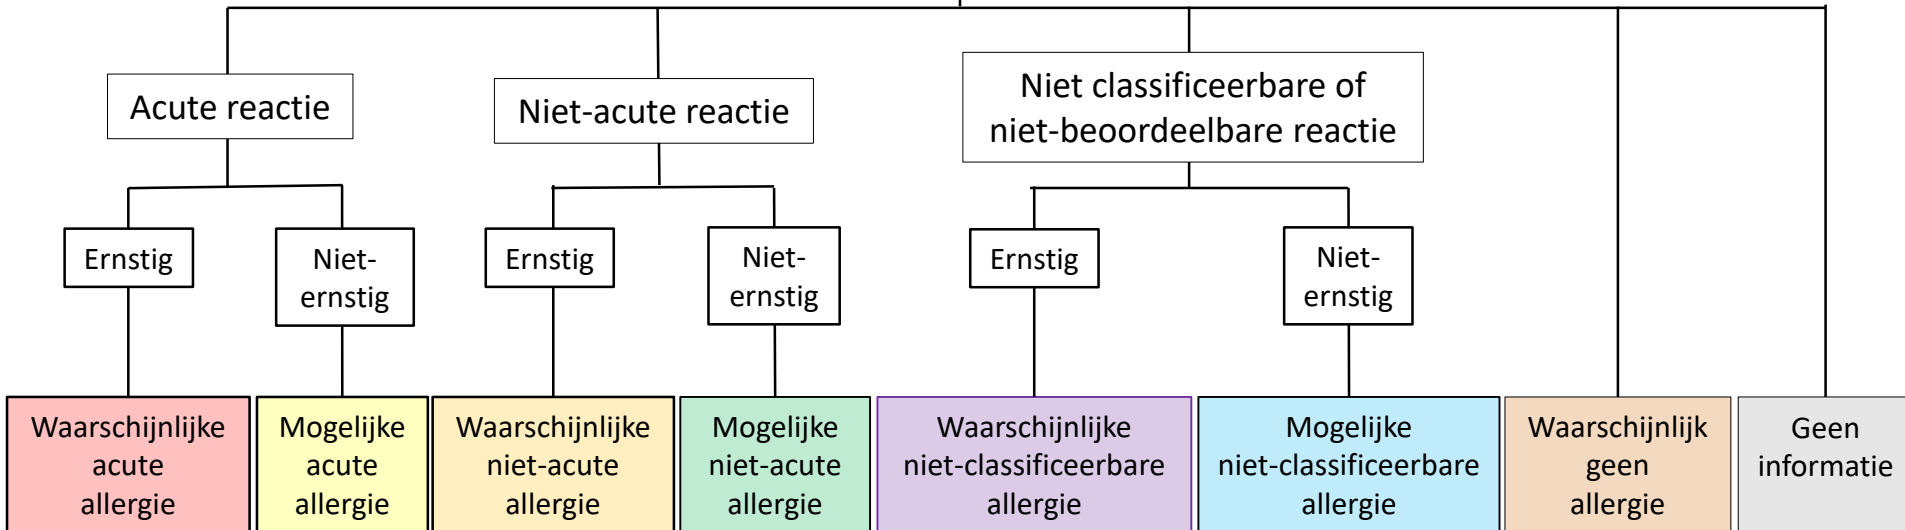 Acute reactie
Niet-acute reactie
Niet classificeerbare of
niet-beoordeelbare reactie
Ernstig
Niet-
ernstig
Ernstig
Niet-
ernstig
Ernstig
Niet-
ernstig
Waarschijnlijke
acute
allergie
Mogelijke
acute
allergie
Waarschijnlijke
niet-acute
allergie
Mogelijke
niet-acute
allergie
Waarschijnlijke
niet-classificeerbare
allergie
Mogelijke
niet-classificeerbare
allergie
Waarschijnlijk
geen
allergie
Geen
informatie